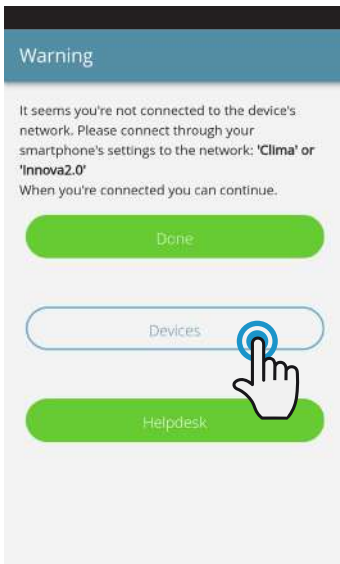 Warning
It seems you're not connected to the device's
network. Please connect through your
smartphone's settings to the network: 'Clima' or
'Innova2.0'
When you're connected you can continue.
Done
Devices
Helpdesk